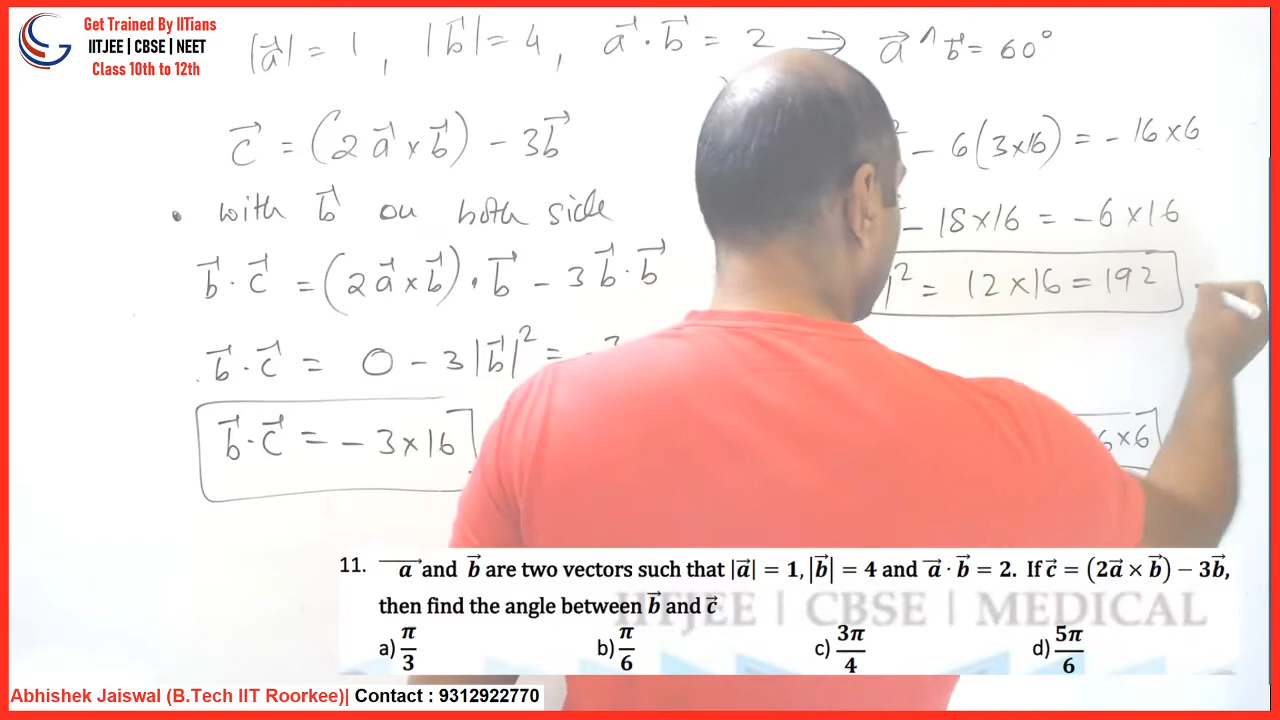 Get Trained By IITians
IITJEE | CBSE | NEET
Class 10th to 12th
|a⃗| = 1 , |b⃗| = 4 , a⃗ · b⃗ = 2 ⇒ a⃗ ^ b⃗ = 60°
c⃗ = (2a⃗ × b⃗) − 3b⃗
• with b⃗ on both side
b⃗ · c⃗ = (2a⃗ × b⃗) · b⃗ − 3b⃗ · b⃗
b⃗ · c⃗ = 0 − 3|b⃗|² =
b⃗ · c⃗ = − 3 × 16
− 6(3×16) = − 16 × 6
− 18 × 16 = − 6 × 16
|² = 12 × 16 = 192
× 6
11. a⃗ and b⃗ are two vectors such that |a⃗| = 1, |b⃗| = 4 and a⃗ · b⃗ = 2. If c⃗ = (2a⃗ × b⃗) − 3b⃗,
then find the angle between b⃗ and c⃗
IITJEE | CBSE | MEDICAL
a) π/3 b) π/6 c) 3π/4 d) 5π/6
Abhishek Jaiswal (B.Tech IIT Roorkee)| Contact : 9312922770